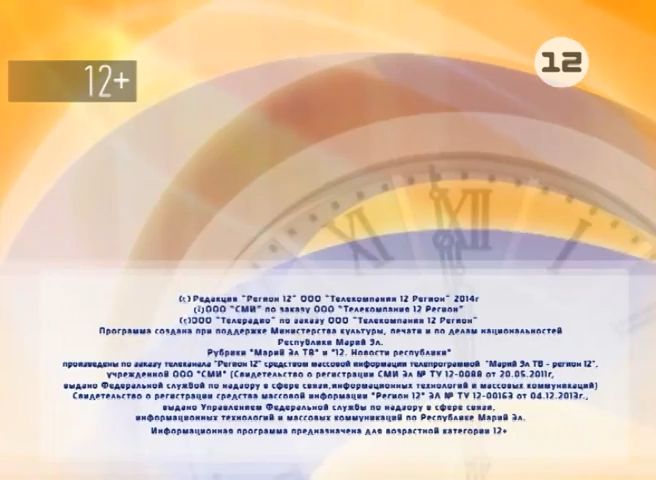 12+
12
XI
XII
I
(c) Редакция "Регион 12" ООО "Телекомпания 12 Регион" 2014г
(c)ООО "СМИ" по заказу ООО "Телекомпания 12 Регион"
(c)ООО "Телерадио" по заказу ООО "Телекомпания 12 Регион"
Программа создана при поддержке Министерства культуры, печати и по делам национальностей
Республики Марий Эл.
Рубрики "Марий Эл ТВ" и "12. Новости республики"
произведены по заказу телеканала "Регион 12" средством массовой информации телепрограммой "Марий Эл ТВ - регион 12",
учрежденной ООО "СМИ" (Свидетельство о регистрации СМИ Эл № ТУ 12-0088 от 20.05.2011г,
выдано Федеральной службой по надзору в сфере связи,информационных технологий и массовых коммуникаций)
Свидетельство о регистрации средства массовой информации "Регион 12" ЭЛ № ТУ 12-00163 от 04.12.2013г.,
выдано Управлением Федеральной службы по надзору в сфере связи,
информационных технологий и массовых коммуникаций по Республике Марий Эл.
Информационная программа предназначена для возрастной категории 12+